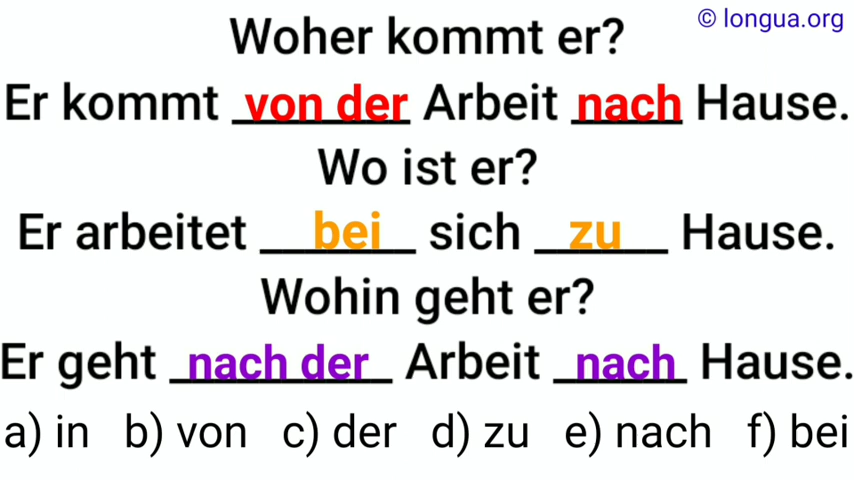 © longua.org
Woher kommt er?
Er kommt von der Arbeit nach Hause.
Wo ist er?
Er arbeitet bei sich zu Hause.
Wohin geht er?
Er geht nach der Arbeit nach Hause.
a) in b) von c) der d) zu e) nach f) bei